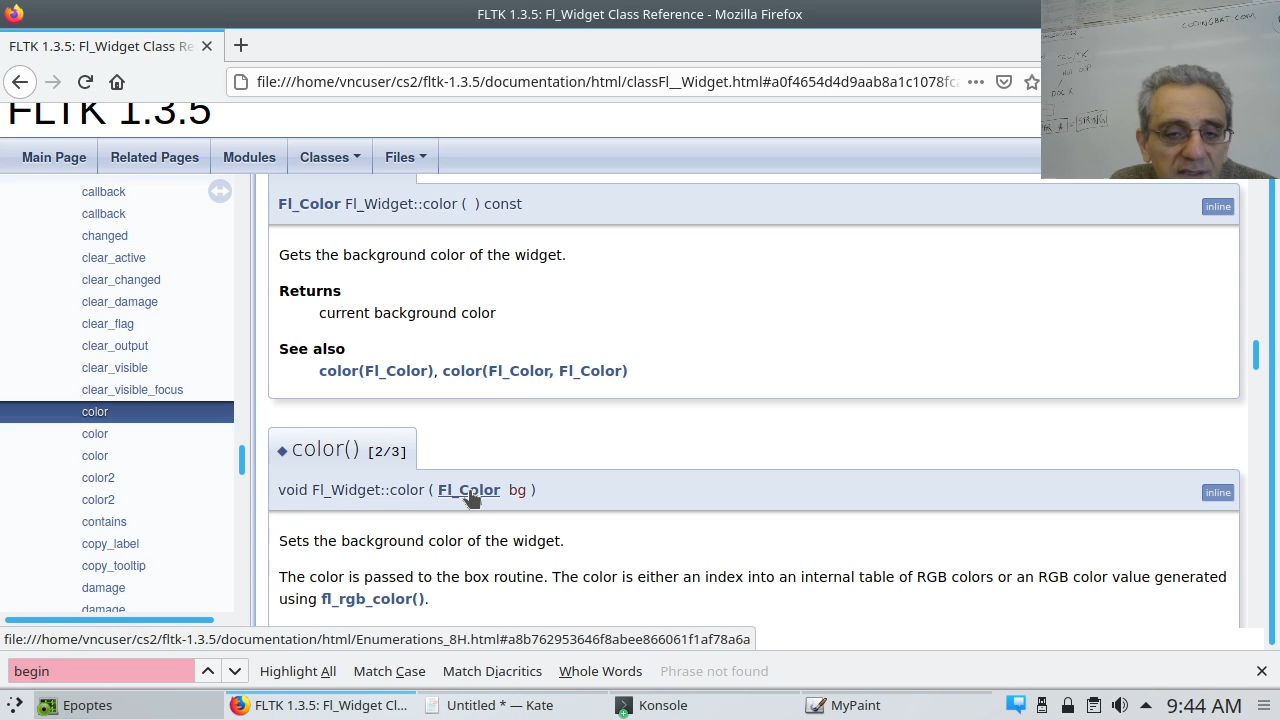 FLTK 1.3.5: Fl_Widget Class Reference - Mozilla Firefox
FLTK 1.3.5: Fl_Widget Class Re
file:///home/vncuser/cs2/fltk-1.3.5/documentation/html/classFl__Widget.html#a0f465d4d9aab8a1c1078fc
CODINGBAT.COM
FLTK 1.3.5
Main Page Related Pages Modules Classes Files
callback
callback
changed
clear_active
clear_changed
clear_damage
clear_flag
clear_output
clear_visible
clear_visible_focus
color
color
color
color2
color2
contains
copy_label
copy_tooltip
damage
damage
Fl_Color Fl_Widget::color ( ) const
inline
Gets the background color of the widget.
Returns
current background color
See also
color(Fl_Color), color(Fl_Color, Fl_Color)
◆ color() [2/3]
void Fl_Widget::color ( Fl_Color bg )
inline
Sets the background color of the widget.
The color is passed to the box routine. The color is either an index into an internal table of RGB colors or an RGB color value generated
using fl_rgb_color().
file:///home/vncuser/cs2/fltk-1.3.5/documentation/html/Enumerations_8H.html#a8b762953646f8abee866061f1af78a6a
begin Highlight All Match Case Match Diacritics Whole Words Phrase not found
Epoptes FLTK 1.3.5: Fl_Widget Cl... Untitled * — Kate Konsole MyPaint 9:44 AM